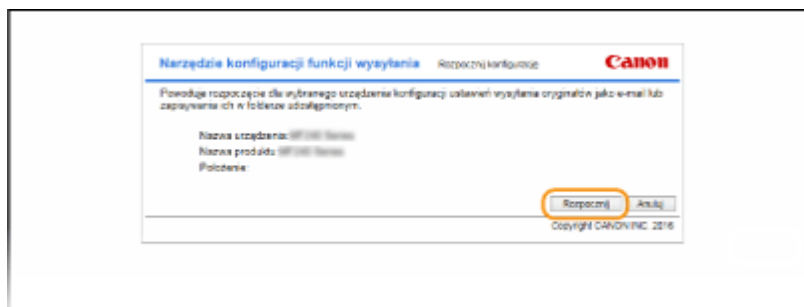 Narzędzie konfiguracji funkcji wysyłania Rozpocznij konfigurację Canon
Powoduje rozpoczęcie dla wybranego urządzenia konfiguracji ustawień wysyłania oryginałów jako e-mail lub
zapisywania ich w folderze udostępnionym.
Nazwa urządzenia:
Nazwa produktu:
Położenie:
Rozpocznij Anuluj
Copyright CANON INC. 2016